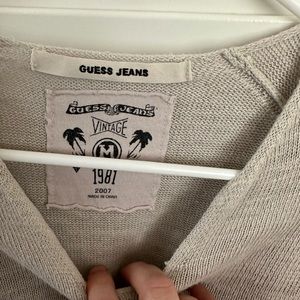 GUESS JEANS
GUESS JEANS
VINTAGE
M
1981
2007
MADE IN CHINA